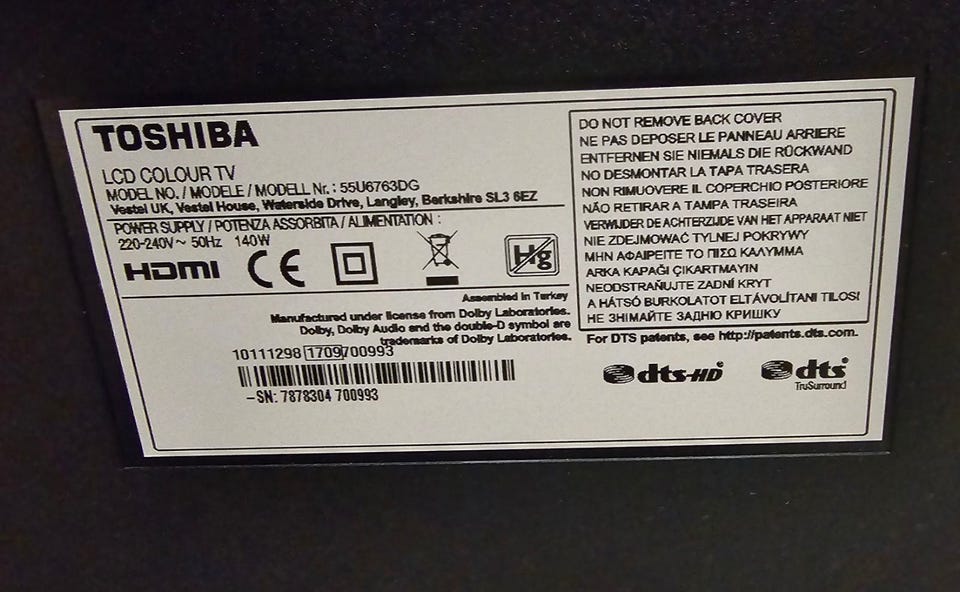 TOSHIBA
LCD COLOUR TV
MODEL NO. / MODELE / MODELL Nr. : 55U6763DG
Vestel UK, Vestel House, Waterside Drive, Langley, Berkshire SL3 6EZ
POWER SUPPLY / POTENZA ASSORBITA / ALIMENTATION :
220-240V ~ 50Hz 140W
HDMI CE Hg
Assembled in Turkey
Manufactured under license from Dolby Laboratories.
Dolby, Dolby Audio and the double-D symbol are
trademarks of Dolby Laboratories.
10111298 1709 700993
-SN: 7878304 700993
DO NOT REMOVE BACK COVER
NE PAS DEPOSER LE PANNEAU ARRIERE
ENTFERNEN SIE NIEMALS DIE RÜCKWAND
NO DESMONTAR LA TAPA TRASERA
NON RIMUOVERE IL COPERCHIO POSTERIORE
NÃO RETIRAR A TAMPA TRASEIRA
VERWIJDER DE ACHTERZIJDE VAN HET APPARAAT NIET
NIE ZDEJMOWAĆ TYLNEJ POKRYWY
ΜΗΝ ΑΦΑΙΡΕΙΤΕ ΤΟ ΠΙΣΩ ΚΑΛΥΜΜΑ
ARKA KAPAĞI ÇIKARTMAYIN
NEODSTRAŇUJTE ZADNÍ KRYT
A HÁTSÓ BURKOLATOT ELTÁVOLÍTANI TILOS!
НЕ ЗНІМАЙТЕ ЗАДНЮ КРИШКУ
For DTS patents, see http://patents.dts.com.
dts-HD dts
TruSurround